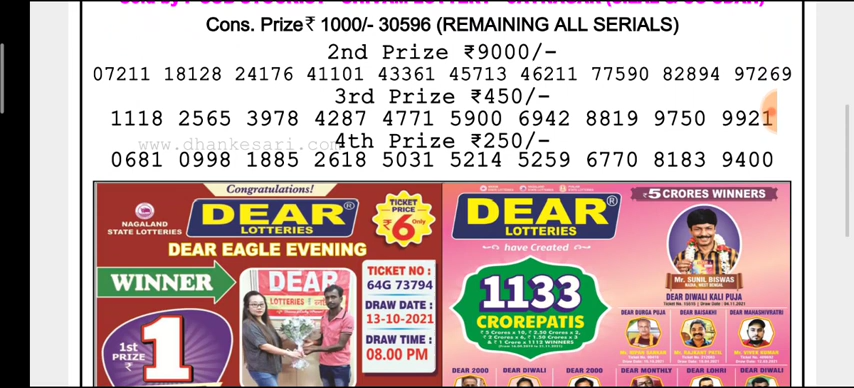 Cons. Prize ₹ 1000/- 30596 (REMAINING ALL SERIALS)
2nd Prize ₹9000/-
07211 18128 24176 41101 43361 45713 46211 77590 82894 97269
3rd Prize ₹450/-
1118 2565 3978 4287 4771 5900 6942 8819 9750 9921
www.dhankesari.com
4th Prize ₹250/-
0681 0998 1885 2618 5031 5214 5259 6770 8183 9400
Congratulations!
NAGALAND
STATE LOTTERIES
DEAR®
LOTTERIES
TICKET
PRICE
₹6 Only
DEAR EAGLE EVENING
WINNER
1st
PRIZE
₹
1
DEAR
LOTTERIES
TICKET NO :
64G 73794
DRAW DATE :
13-10-2021
DRAW TIME :
08.00 PM
DEAR®
LOTTERIES
have Created
1133
CROREPATIS
₹5 CRORES WINNERS
Mr. SUNIL BISWAS
DEAR DIWALI KALI PUJA
DEAR DURGA PUJA
DEAR BAISAKHI
DEAR MAHASHIVRATRI
DEAR 2000
DEAR DIWALI
DEAR 2000
DEAR MONTHLY
DEAR LOHRI
DEAR DIWALI